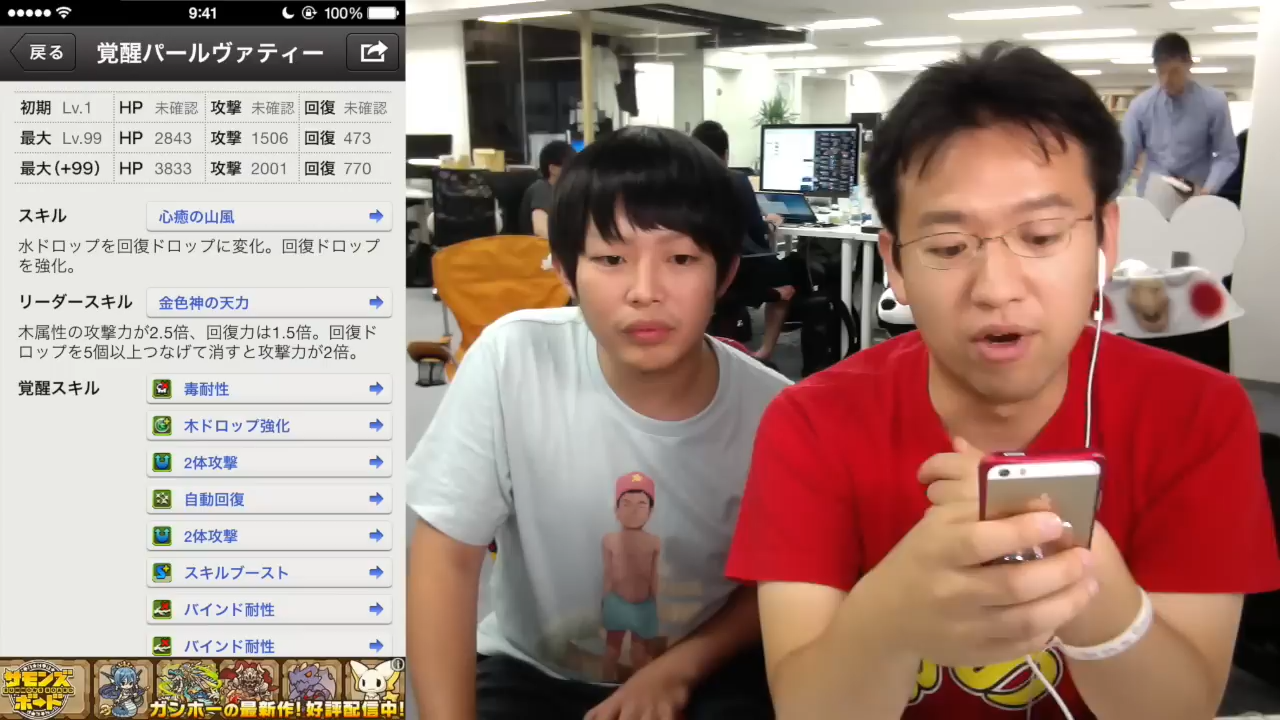 9:41
100%
戻る
覚醒パールヴァティー
初期 Lv.1 HP 未確認 攻撃 未確認 回復 未確認
最大 Lv.99 HP 2843 攻撃 1506 回復 473
最大(+99) HP 3833 攻撃 2001 回復 770
スキル
心癒の山風
水ドロップを回復ドロップに変化。回復ドロップ
を強化。
リーダースキル
金色神の天力
木属性の攻撃力が2.5倍、回復力は1.5倍。回復ド
ロップを5個以上つなげて消すと攻撃力が2倍。
覚醒スキル
毒耐性
木ドロップ強化
2体攻撃
自動回復
2体攻撃
スキルブースト
バインド耐性
バインド耐性
サモンズ
ボード
ガンホーの最新作!好評配信中!